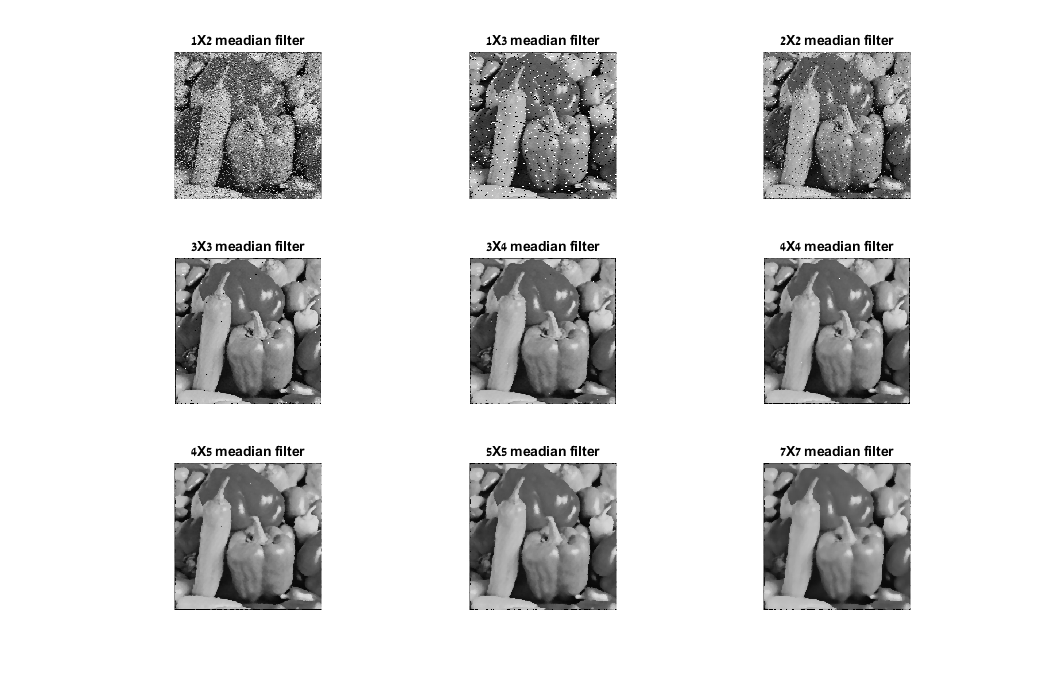 1X2 meadian filter
1X3 meadian filter
2X2 meadian filter
3X3 meadian filter
3X4 meadian filter
4X4 meadian filter
4X5 meadian filter
5X5 meadian filter
7X7 meadian filter